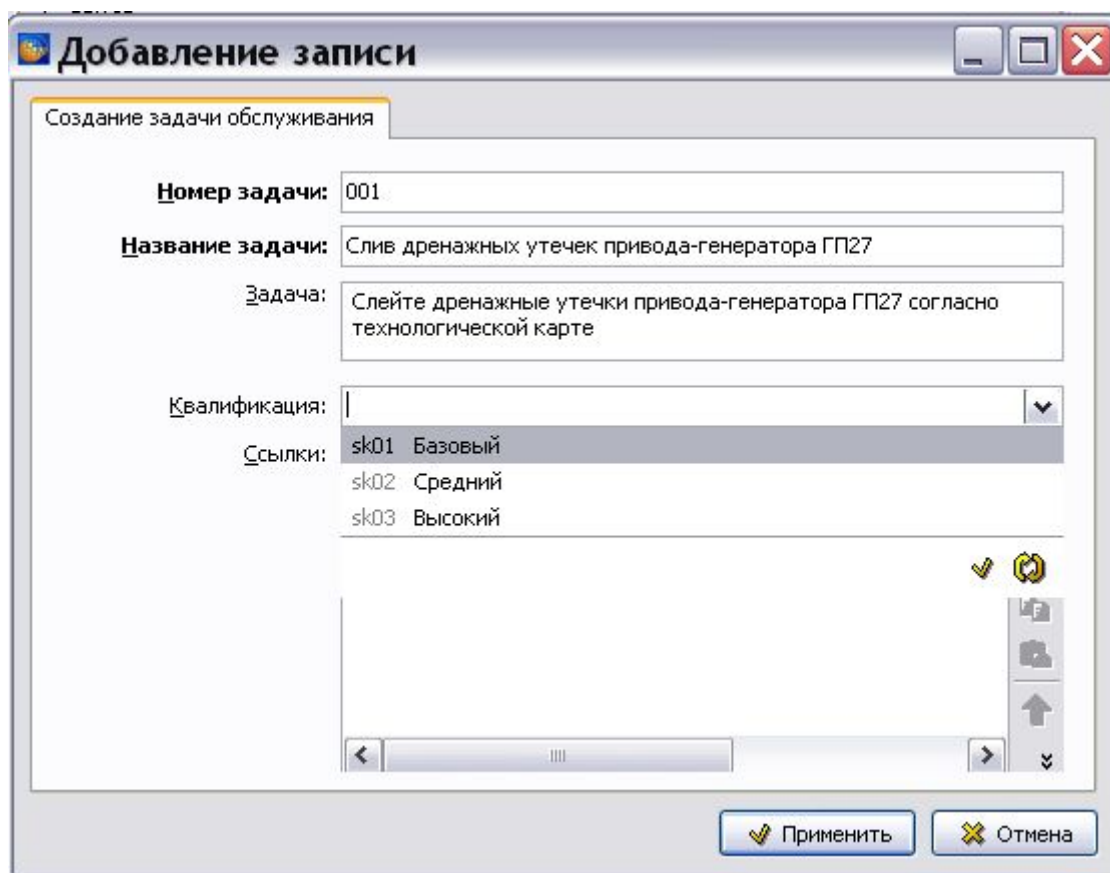 Добавление записи
Создание задачи обслуживания
Номер задачи: 001
Название задачи: Слив дренажных утечек привода-генератора ГП27
Задача: Слейте дренажные утечки привода-генератора ГП27 согласно
технологической карте
Квалификация:
Ссылки:
sk01 Базовый
sk02 Средний
sk03 Высокий
Применить
Отмена